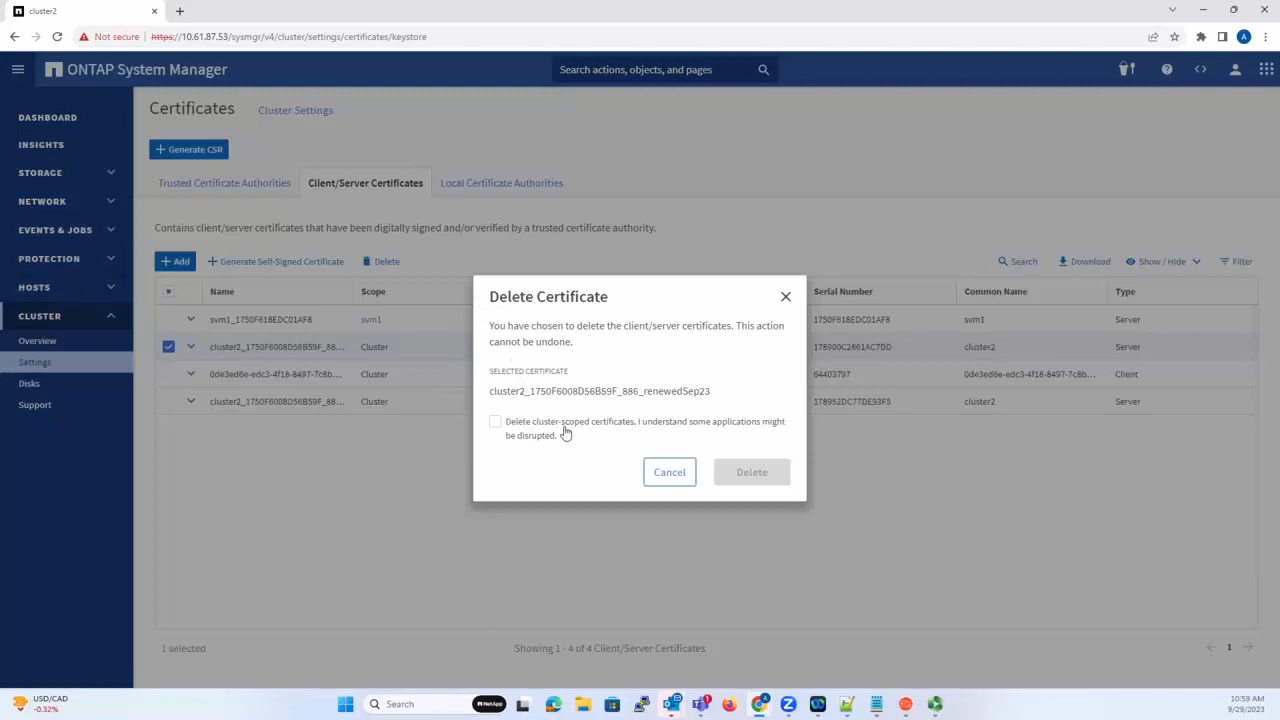 cluster2
Not secure
https://10.61.87.53/sysmgr/v4/cluster/settings/certificates/keystore
A
ONTAP System Manager
Search actions, objects, and pages
DASHBOARD
INSIGHTS
STORAGE
NETWORK
EVENTS & JOBS
PROTECTION
HOSTS
CLUSTER
Overview
Settings
Disks
Support
Certificates
Cluster Settings
+ Generate CSR
Trusted Certificate Authorities
Client/Server Certificates
Local Certificate Authorities
Contains client/server certificates that have been digitally signed and/or verified by a trusted certificate authority.
+ Add
+ Generate Self-Signed Certificate
Delete
Search
Download
Show / Hide
Filter
Name Scope Serial Number Common Name Type
svm1_1750F618EDC01AF8 svm1 1750F618EDC01AF8 svm1 Server
cluster2_1750F6008D56B59F_88... Cluster 178900C2861AC7DD cluster2 Server
0de3ed6e-edc3-4f18-8497-7c8b... Cluster 64403797 0de3ed6e-edc3-4f18-8497-7c8b... Client
cluster2_1750F6008D56B59F_88... Cluster 178952DC77DE93F5 cluster2 Server
Delete Certificate
You have chosen to delete the client/server certificates. This action
cannot be undone.
SELECTED CERTIFICATE
cluster2_1750F6008D56B59F_886_renewedSep23
Delete cluster-scoped certificates. I understand some applications might
be disrupted.
Cancel
Delete
1 selected
Showing 1 - 4 of 4 Client/Server Certificates
1
USD/CAD
-0.32%
Search
NetApp
10:59 AM
9/29/2023